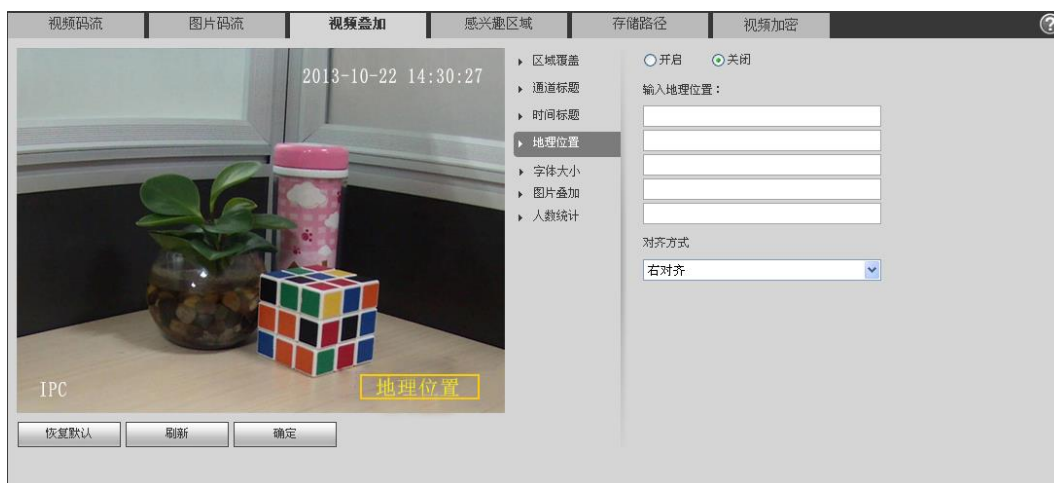 视频码流 图片码流 视频叠加 感兴趣区域 存储路径 视频加密
2013-10-22 14:30:27
IPC
地理位置
区域覆盖
通道标题
时间标题
地理位置
字体大小
图片叠加
人数统计
开启 关闭
输入地理位置：
对齐方式
右对齐
恢复默认 刷新 确定